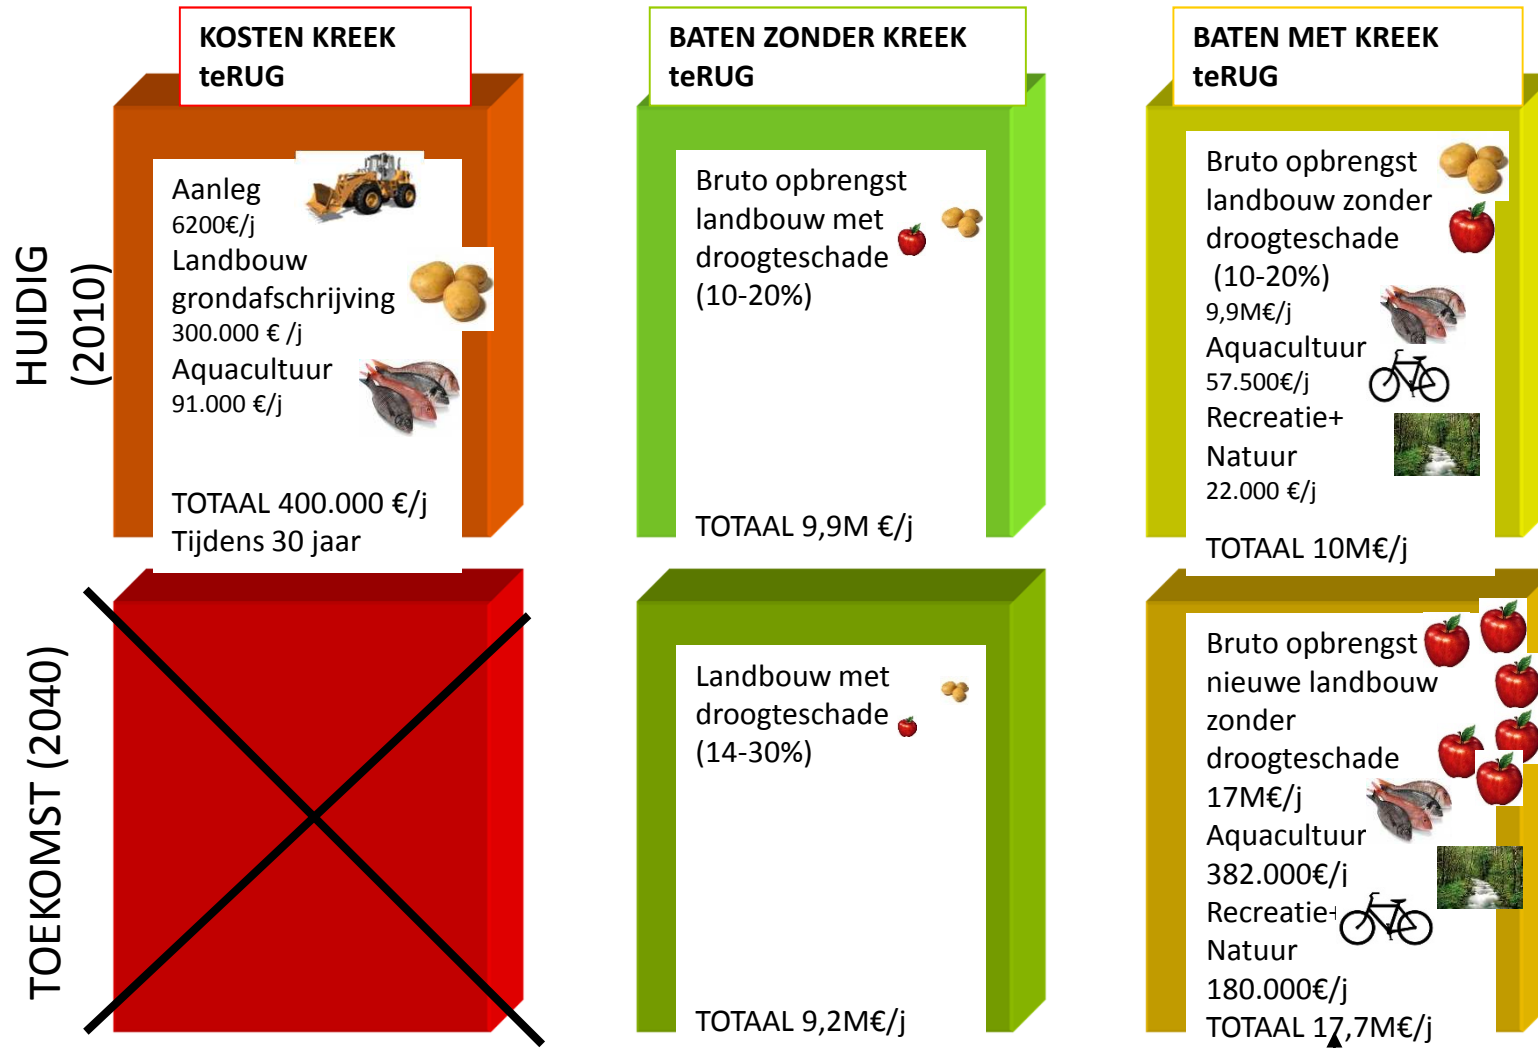 KOSTEN KREEK
teRUG
BATEN ZONDER KREEK
teRUG
BATEN MET KREEK
teRUG
HUIDIG
(2010)
Aanleg
6200€/j
Landbouw
grondafschrijving
300.000 € /j
Aquacultuur
91.000 €/j
TOTAAL 400.000 €/j
Tijdens 30 jaar
Bruto opbrengst
landbouw met
droogteschade
(10-20%)
TOTAAL 9,9M €/j
Bruto opbrengst
landbouw zonder
droogteschade
(10-20%)
9,9M€/j
Aquacultuur
57.500€/j
Recreatie+
Natuur
22.000 €/j
TOTAAL 10M€/j
TOEKOMST (2040)
Landbouw met
droogteschade
(14-30%)
TOTAAL 9,2M€/j
Bruto opbrengst
nieuwe landbouw
zonder
droogteschade
17M€/j
Aquacultuur
382.000€/j
Recreatie+
Natuur
180.000€/j
TOTAAL 17,7M€/j